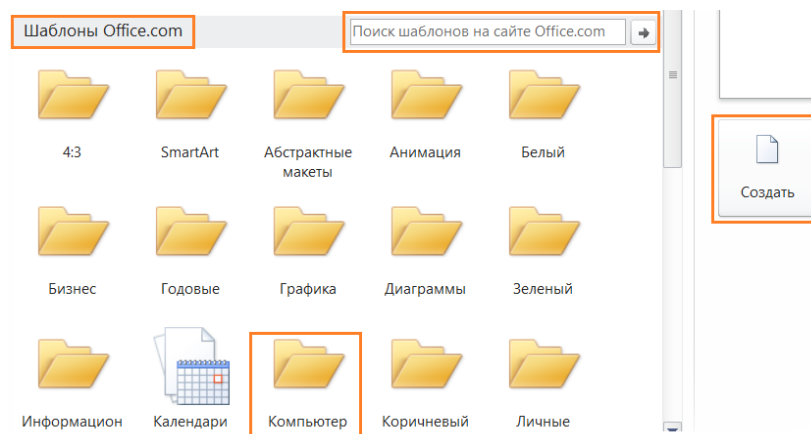 Шаблоны Office.com
Поиск шаблонов на сайте Office.com
4:3
SmartArt
Абстрактные
макеты
Анимация
Белый
Создать
Бизнес
Годовые
Графика
Диаграммы
Зеленый
Информацион
Календари
Компьютер
Коричневый
Личные